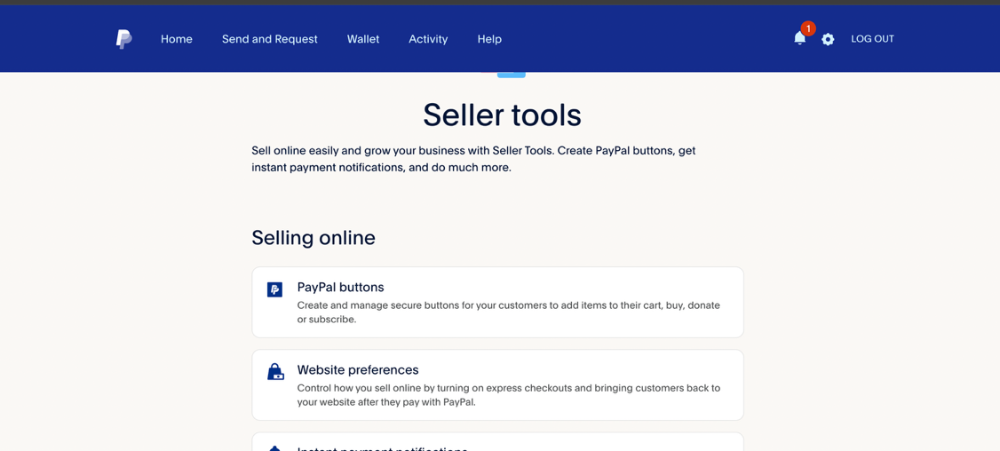 Home Send and Request Wallet Activity Help 1 LOG OUT
Seller tools
Sell online easily and grow your business with Seller Tools. Create PayPal buttons, get
instant payment notifications, and do much more.
Selling online
PayPal buttons
Create and manage secure buttons for your customers to add items to their cart, buy, donate
or subscribe.
Website preferences
Control how you sell online by turning on express checkouts and bringing customers back to
your website after they pay with PayPal.
Instant payment notifications